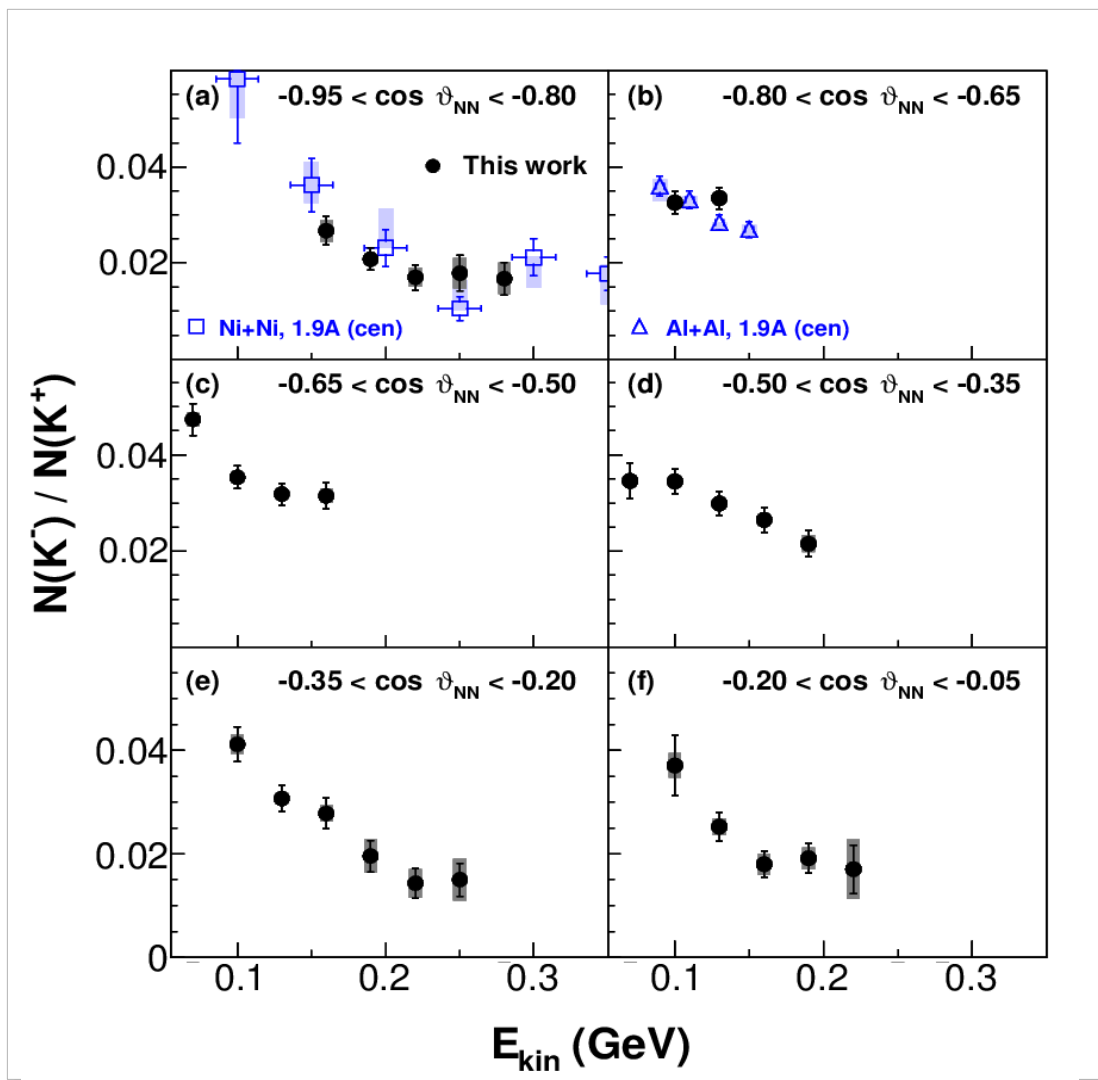 (a) -0.95 < cos ϑNN < -0.80
(b) -0.80 < cos ϑNN < -0.65
This work
0.04
0.02
Ni+Ni, 1.9A (cen)
Al+Al, 1.9A (cen)
(c) -0.65 < cos ϑNN < -0.50
(d) -0.50 < cos ϑNN < -0.35
0.04
0.02
N(K-) / N(K+)
(e) -0.35 < cos ϑNN < -0.20
(f) -0.20 < cos ϑNN < -0.05
0.04
0.02
0
0.1 0.2 0.3 0.1 0.2 0.3
Ekin (GeV)